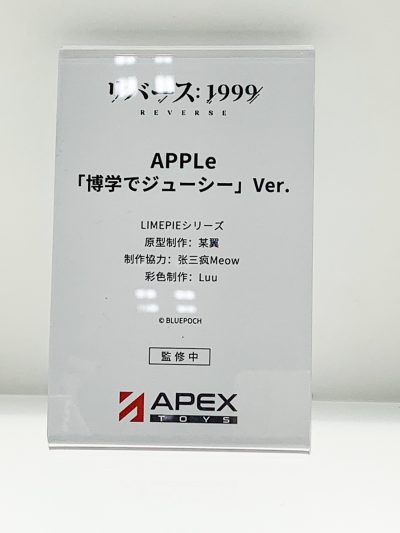 リバース:1999
REVERSE
APPLe
「博学でジューシー」Ver.
LIMEPIEシリーズ
原型制作：某翼
制作協力：张三疯Meow
彩色制作：Luu
© BLUEPOCH
監修中
APEX
TOYS